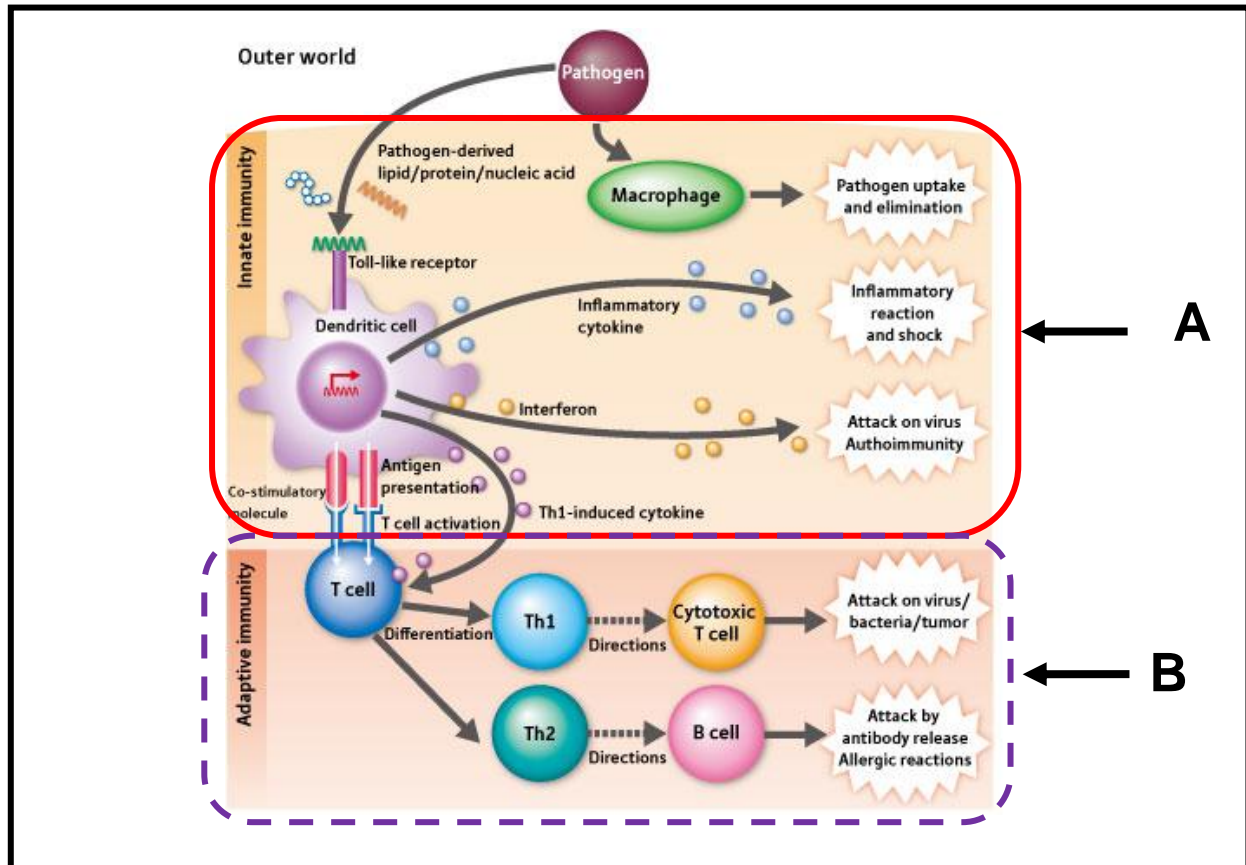 Outer world
Pathogen
Innate immunity
Pathogen-derived
lipid/protein/nucleic acid
Macrophage
Pathogen uptake
and elimination
Toll-like receptor
Dendritic cell
Inflammatory
cytokine
Inflammatory
reaction
and shock
A
Interferon
Attack on virus
Authoimmunity
Antigen
presentation
Co-stimulatory
molecule
T cell activation
Th1-induced cytokine
Adaptive immunity
T cell
Differentiation
Th1
Directions
Cytotoxic
T cell
Attack on virus/
bacteria/tumor
B
Th2
Directions
B cell
Attack by
antibody release
Allergic reactions